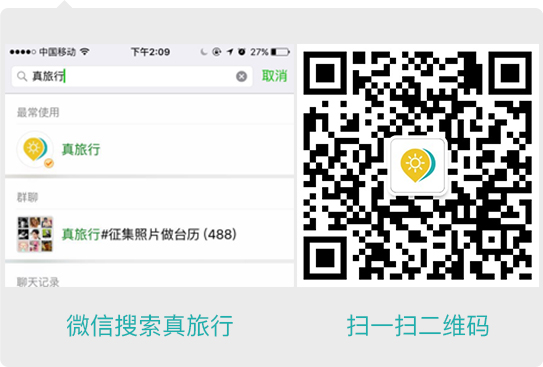 中国移动 下午2:09 27%
真旅行 取消
最常使用
真旅行
群聊
真旅行#征集照片做台历 (488)
聊天记录
微信搜索真旅行
扫一扫二维码